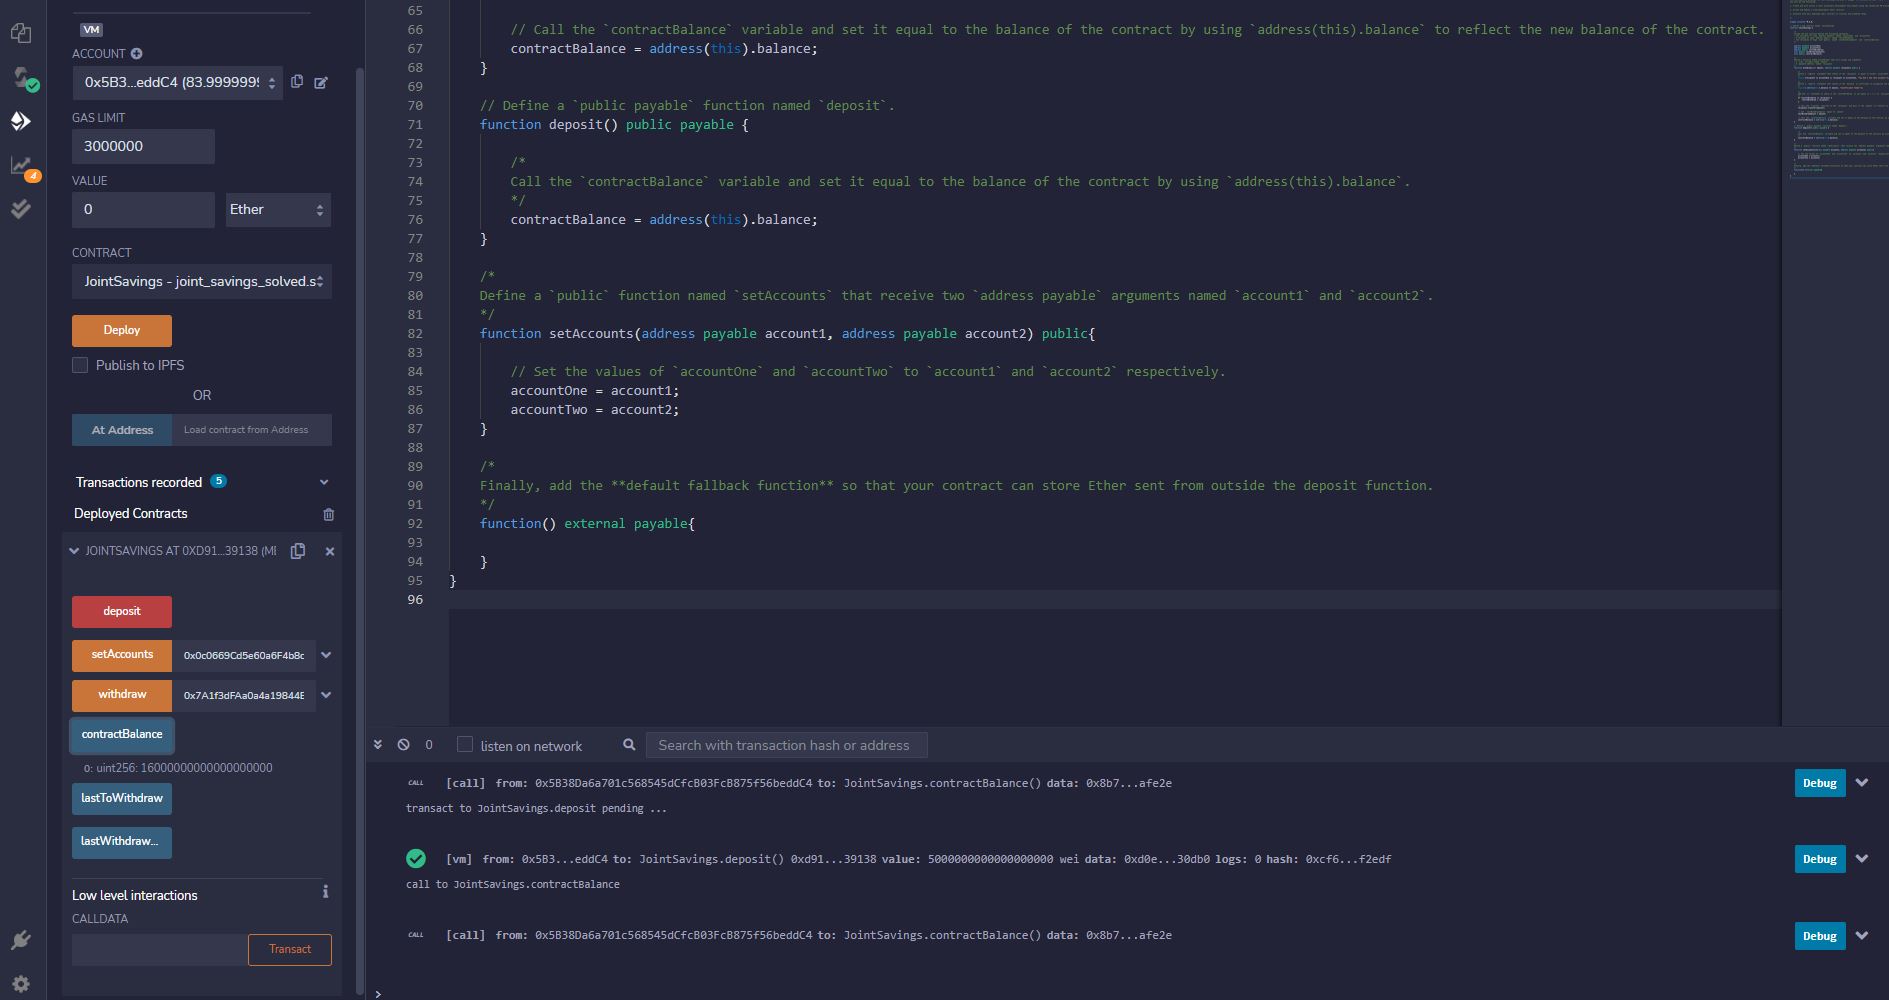 VM
ACCOUNT
0x5B3...eddC4 (83.9999999
GAS LIMIT
3000000
VALUE
0
Ether
CONTRACT
JointSavings - joint_savings_solved.s
Deploy
Publish to IPFS
OR
At Address
Load contract from Address
Transactions recorded 5
Deployed Contracts
JOINTSAVINGS AT 0XD91...39138 (ME
deposit
setAccounts
0x0c0669Cd5e60a6F4b8c
withdraw
0x7A1f3dFAa0a4a19844E
contractBalance
0: uint256: 16000000000000000000
lastToWithdraw
lastWithdraw...
Low level interactions
i
CALLDATA
Transact
4
65
66 // Call the `contractBalance` variable and set it equal to the balance of the contract by using `address(this).balance` to reflect the new balance of the contract.
67 contractBalance = address(this).balance;
68 }
69
70 // Define a `public payable` function named `deposit`.
71 function deposit() public payable {
72
73 /*
74 Call the `contractBalance` variable and set it equal to the balance of the contract by using `address(this).balance`.
75 */
76 contractBalance = address(this).balance;
77 }
78
79 /*
80 Define a `public` function named `setAccounts` that receive two `address payable` arguments named `account1` and `account2`.
81 */
82 function setAccounts(address payable account1, address payable account2) public{
83
84 // Set the values of `accountOne` and `accountTwo` to `account1` and `account2` respectively.
85 accountOne = account1;
86 accountTwo = account2;
87 }
88
89 /*
90 Finally, add the **default fallback function** so that your contract can store Ether sent from outside the deposit function.
91 */
92 function() external payable{
93
94 }
95 }
96
0
listen on network
Search with transaction hash or address
CALL [call] from: 0x5B38Da6a701c568545dCfcB03FcB875f56beddC4 to: JointSavings.contractBalance() data: 0x8b7...afe2e
Debug
transact to JointSavings.deposit pending ...
[vm] from: 0x5B3...eddC4 to: JointSavings.deposit() 0xd91...39138 value: 5000000000000000000 wei data: 0xd0e...30db0 logs: 0 hash: 0xcf6...f2edf
Debug
call to JointSavings.contractBalance
CALL [call] from: 0x5B38Da6a701c568545dCfcB03FcB875f56beddC4 to: JointSavings.contractBalance() data: 0x8b7...afe2e
Debug
>